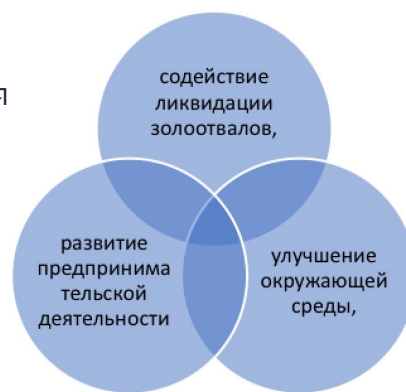 я
содействие
ликвидации
золоотвалов,
развитие
предпринима
тельской
деятельности
улучшение
окружающей
среды,